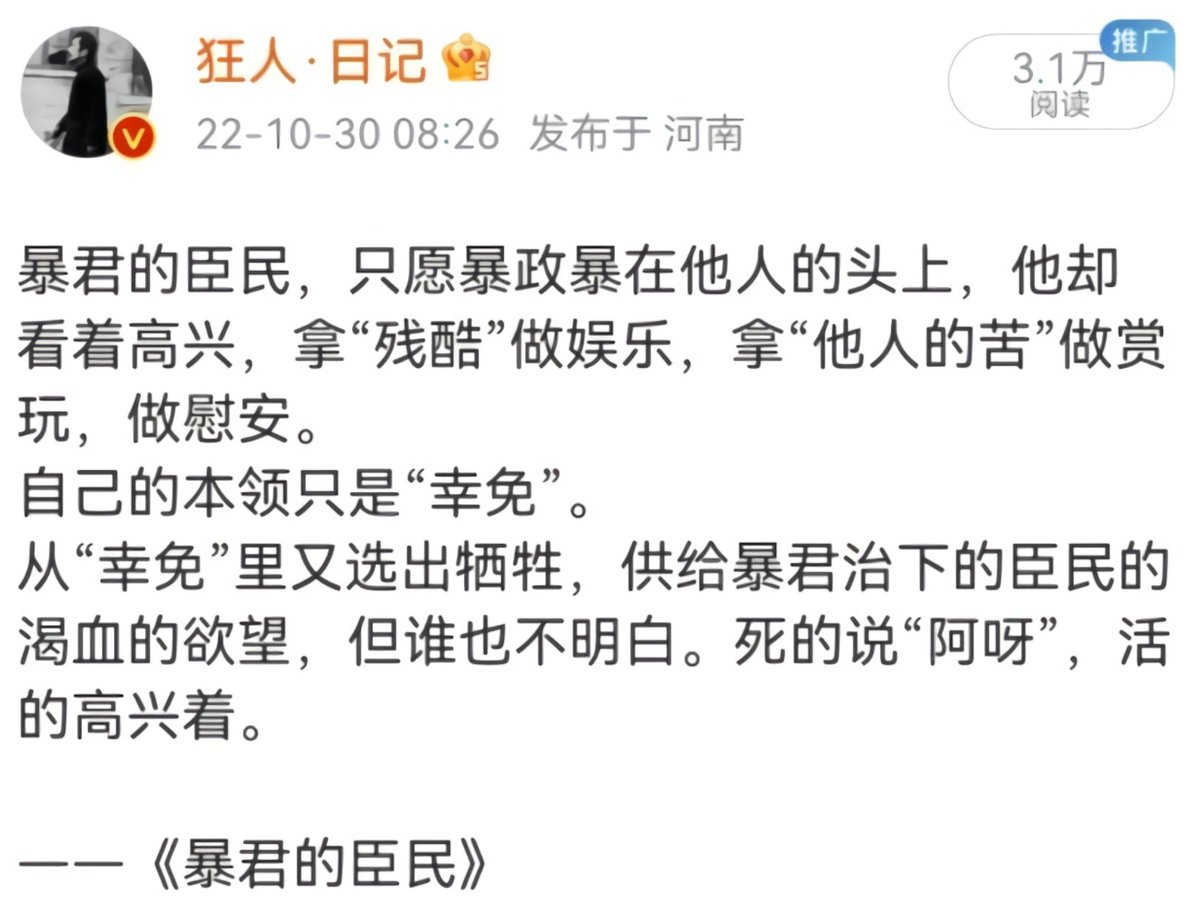 狂人·日记
22-10-30 08:26 发布于 河南
推广
3.1万
阅读
暴君的臣民，只愿暴政暴在他人的头上，他却
看着高兴，拿“残酷”做娱乐，拿“他人的苦”做赏
玩，做慰安。
自己的本领只是“幸免”。
从“幸免”里又选出牺牲，供给暴君治下的臣民的
渴血的欲望，但谁也不明白。死的说“阿呀”，活
的高兴着。
——《暴君的臣民》